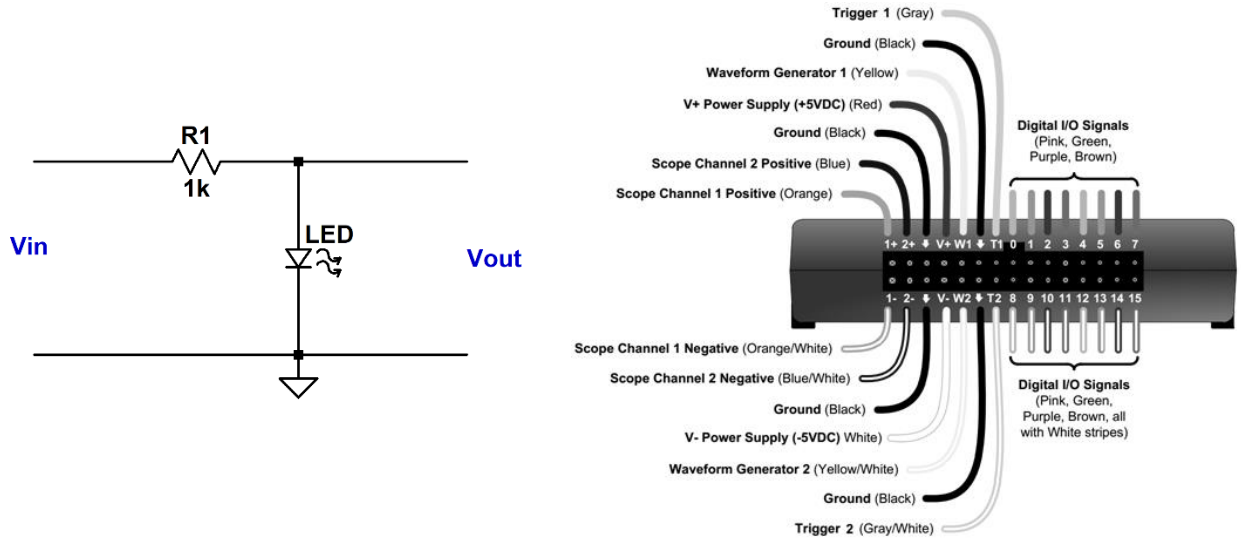 R1
1k
LED
Vin
Vout
Trigger 1 (Gray)
Ground (Black)
Waveform Generator 1 (Yellow)
V+ Power Supply (+5VDC) (Red)
Ground (Black)
Scope Channel 2 Positive (Blue)
Scope Channel 1 Positive (Orange)
Digital I/O Signals
(Pink, Green,
Purple, Brown)
1+ 2+ V+ W1 T1 0 1 2 3 4 5 6 7
1- 2- V- W2 T2 8 9 10 11 12 13 14 15
Scope Channel 1 Negative (Orange/White)
Scope Channel 2 Negative (Blue/White)
Ground (Black)
V- Power Supply (-5VDC) White)
Waveform Generator 2 (Yellow/White)
Ground (Black)
Trigger 2 (Gray/White)
Digital I/O Signals
(Pink, Green,
Purple, Brown, all
with White stripes)